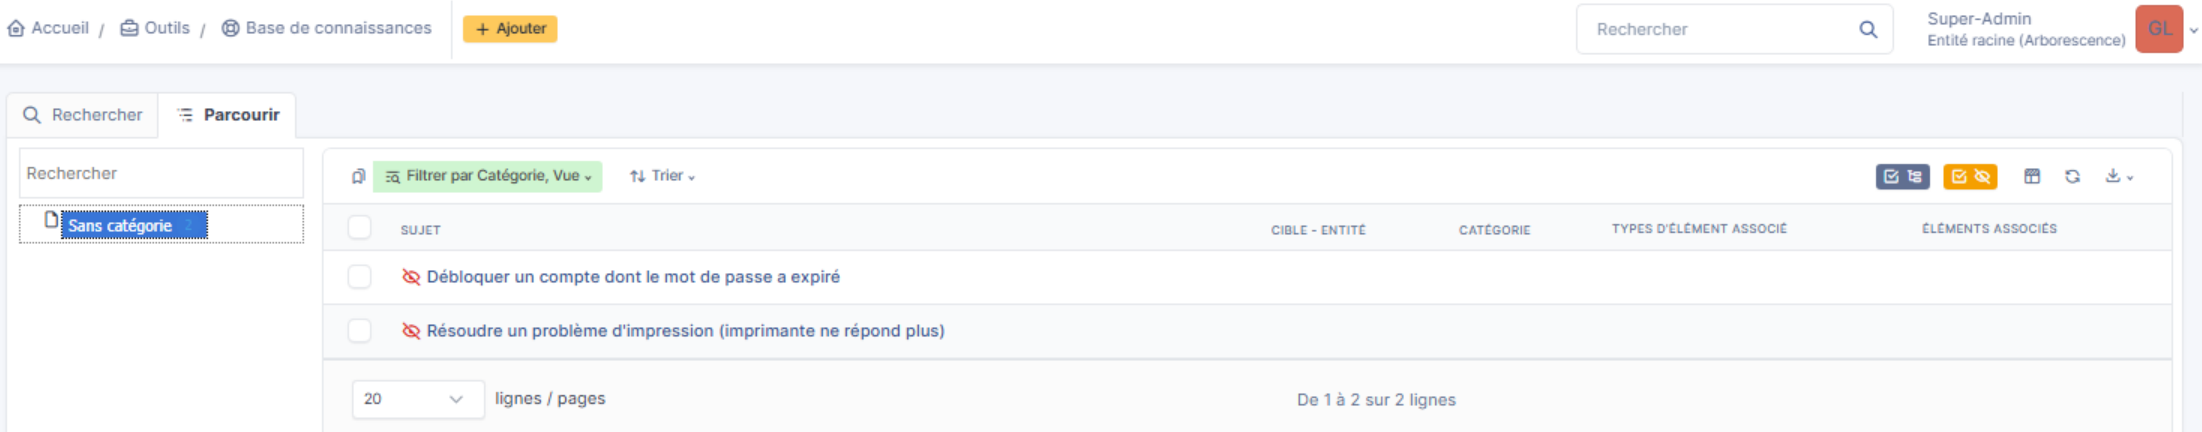 Accueil / Outils / Base de connaissances + Ajouter Rechercher Super-Admin
Entité racine (Arborescence) GL
Rechercher Parcourir
Rechercher
Filtrer par Catégorie, Vue Trier
Sans catégorie 2
SUJET CIBLE - ENTITÉ CATÉGORIE TYPES D'ÉLÉMENT ASSOCIÉ ÉLÉMENTS ASSOCIÉS
Débloquer un compte dont le mot de passe a expiré
Résoudre un problème d'impression (imprimante ne répond plus)
20 lignes / pages De 1 à 2 sur 2 lignes